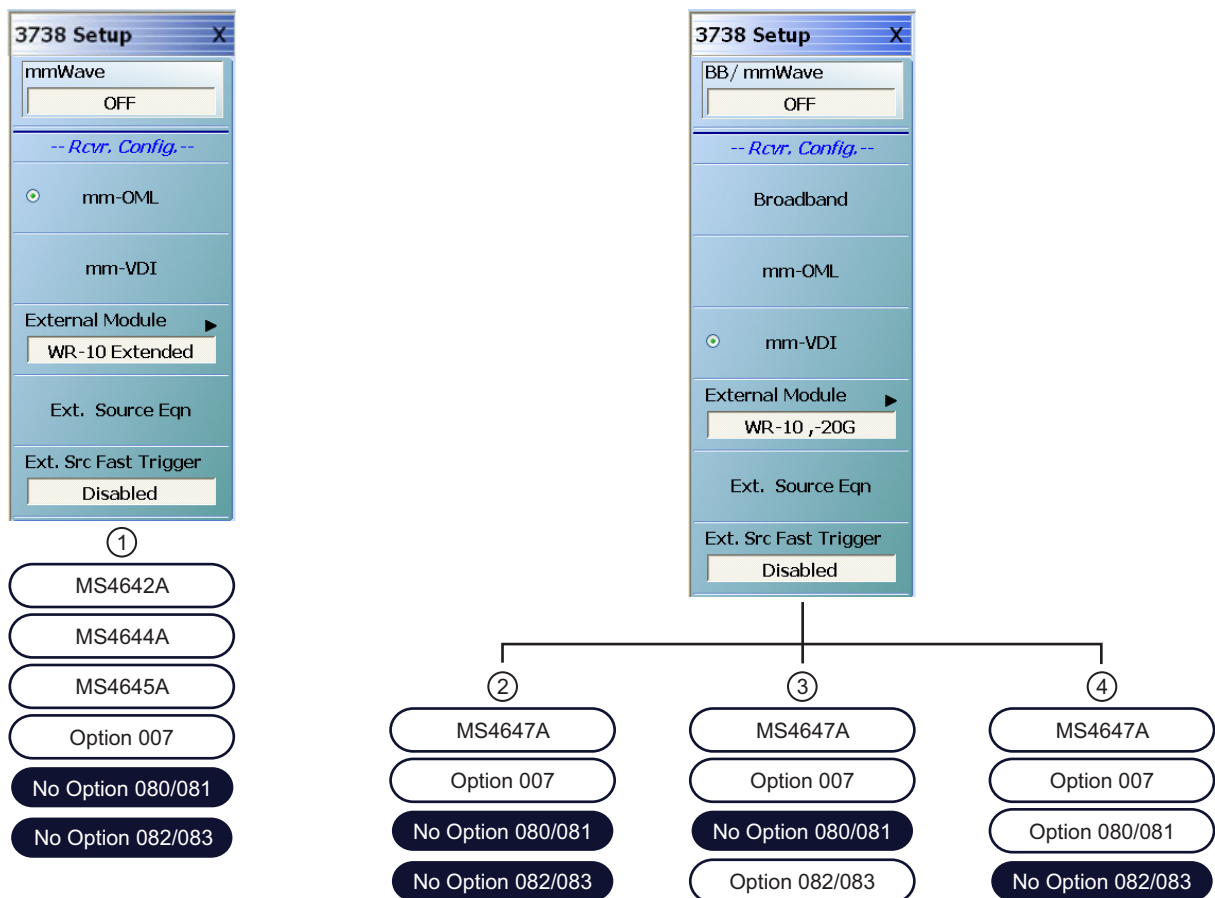 3738 Setup X
mmWave
OFF
-- Rcvr. Config.--
mm-OML
mm-VDI
External Module
WR-10 Extended
Ext. Source Eqn
Ext. Src Fast Trigger
Disabled
1
MS4642A
MS4644A
MS4645A
Option 007
No Option 080/081
No Option 082/083
3738 Setup X
BB/ mmWave
OFF
-- Rcvr. Config.--
Broadband
mm-OML
mm-VDI
External Module
WR-10 ,-20G
Ext. Source Eqn
Ext. Src Fast Trigger
Disabled
2
MS4647A
Option 007
No Option 080/081
No Option 082/083
3
MS4647A
Option 007
No Option 080/081
Option 082/083
4
MS4647A
Option 007
Option 080/081
No Option 082/083